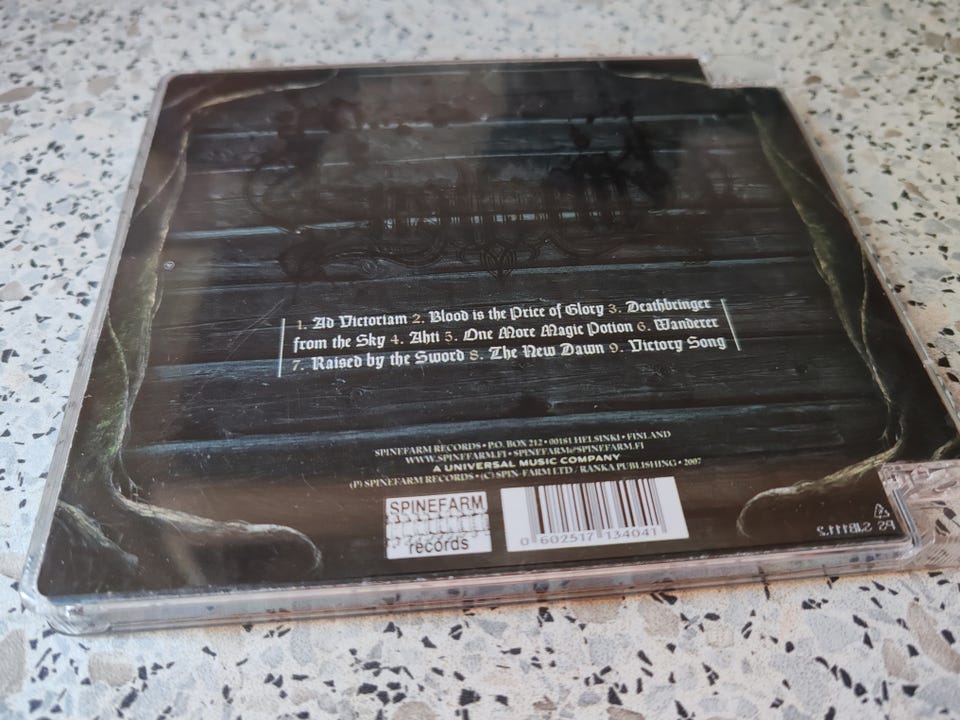 1. Ad Victoriam 2. Blood is the Price of Glory 3. Deathbringer
from the Sky 4. Ahti 5. One More Magic Potion 6. Wanderer
7. Raised by the Sword 8. The New Dawn 9. Victory Song
SPINEFARM RECORDS • P.O. BOX 212 • 00181 HELSINKI • FINLAND
WWW.SPINEFARM.FI • SPINEFARM@SPINEFARM.FI
A UNIVERSAL MUSIC COMPANY
(P) SPINEFARM RECORDS • (C) SPIN-FARM LTD / RANKA PUBLISHING • 2007
SPINEFARM
records
0 602517 134041
PS